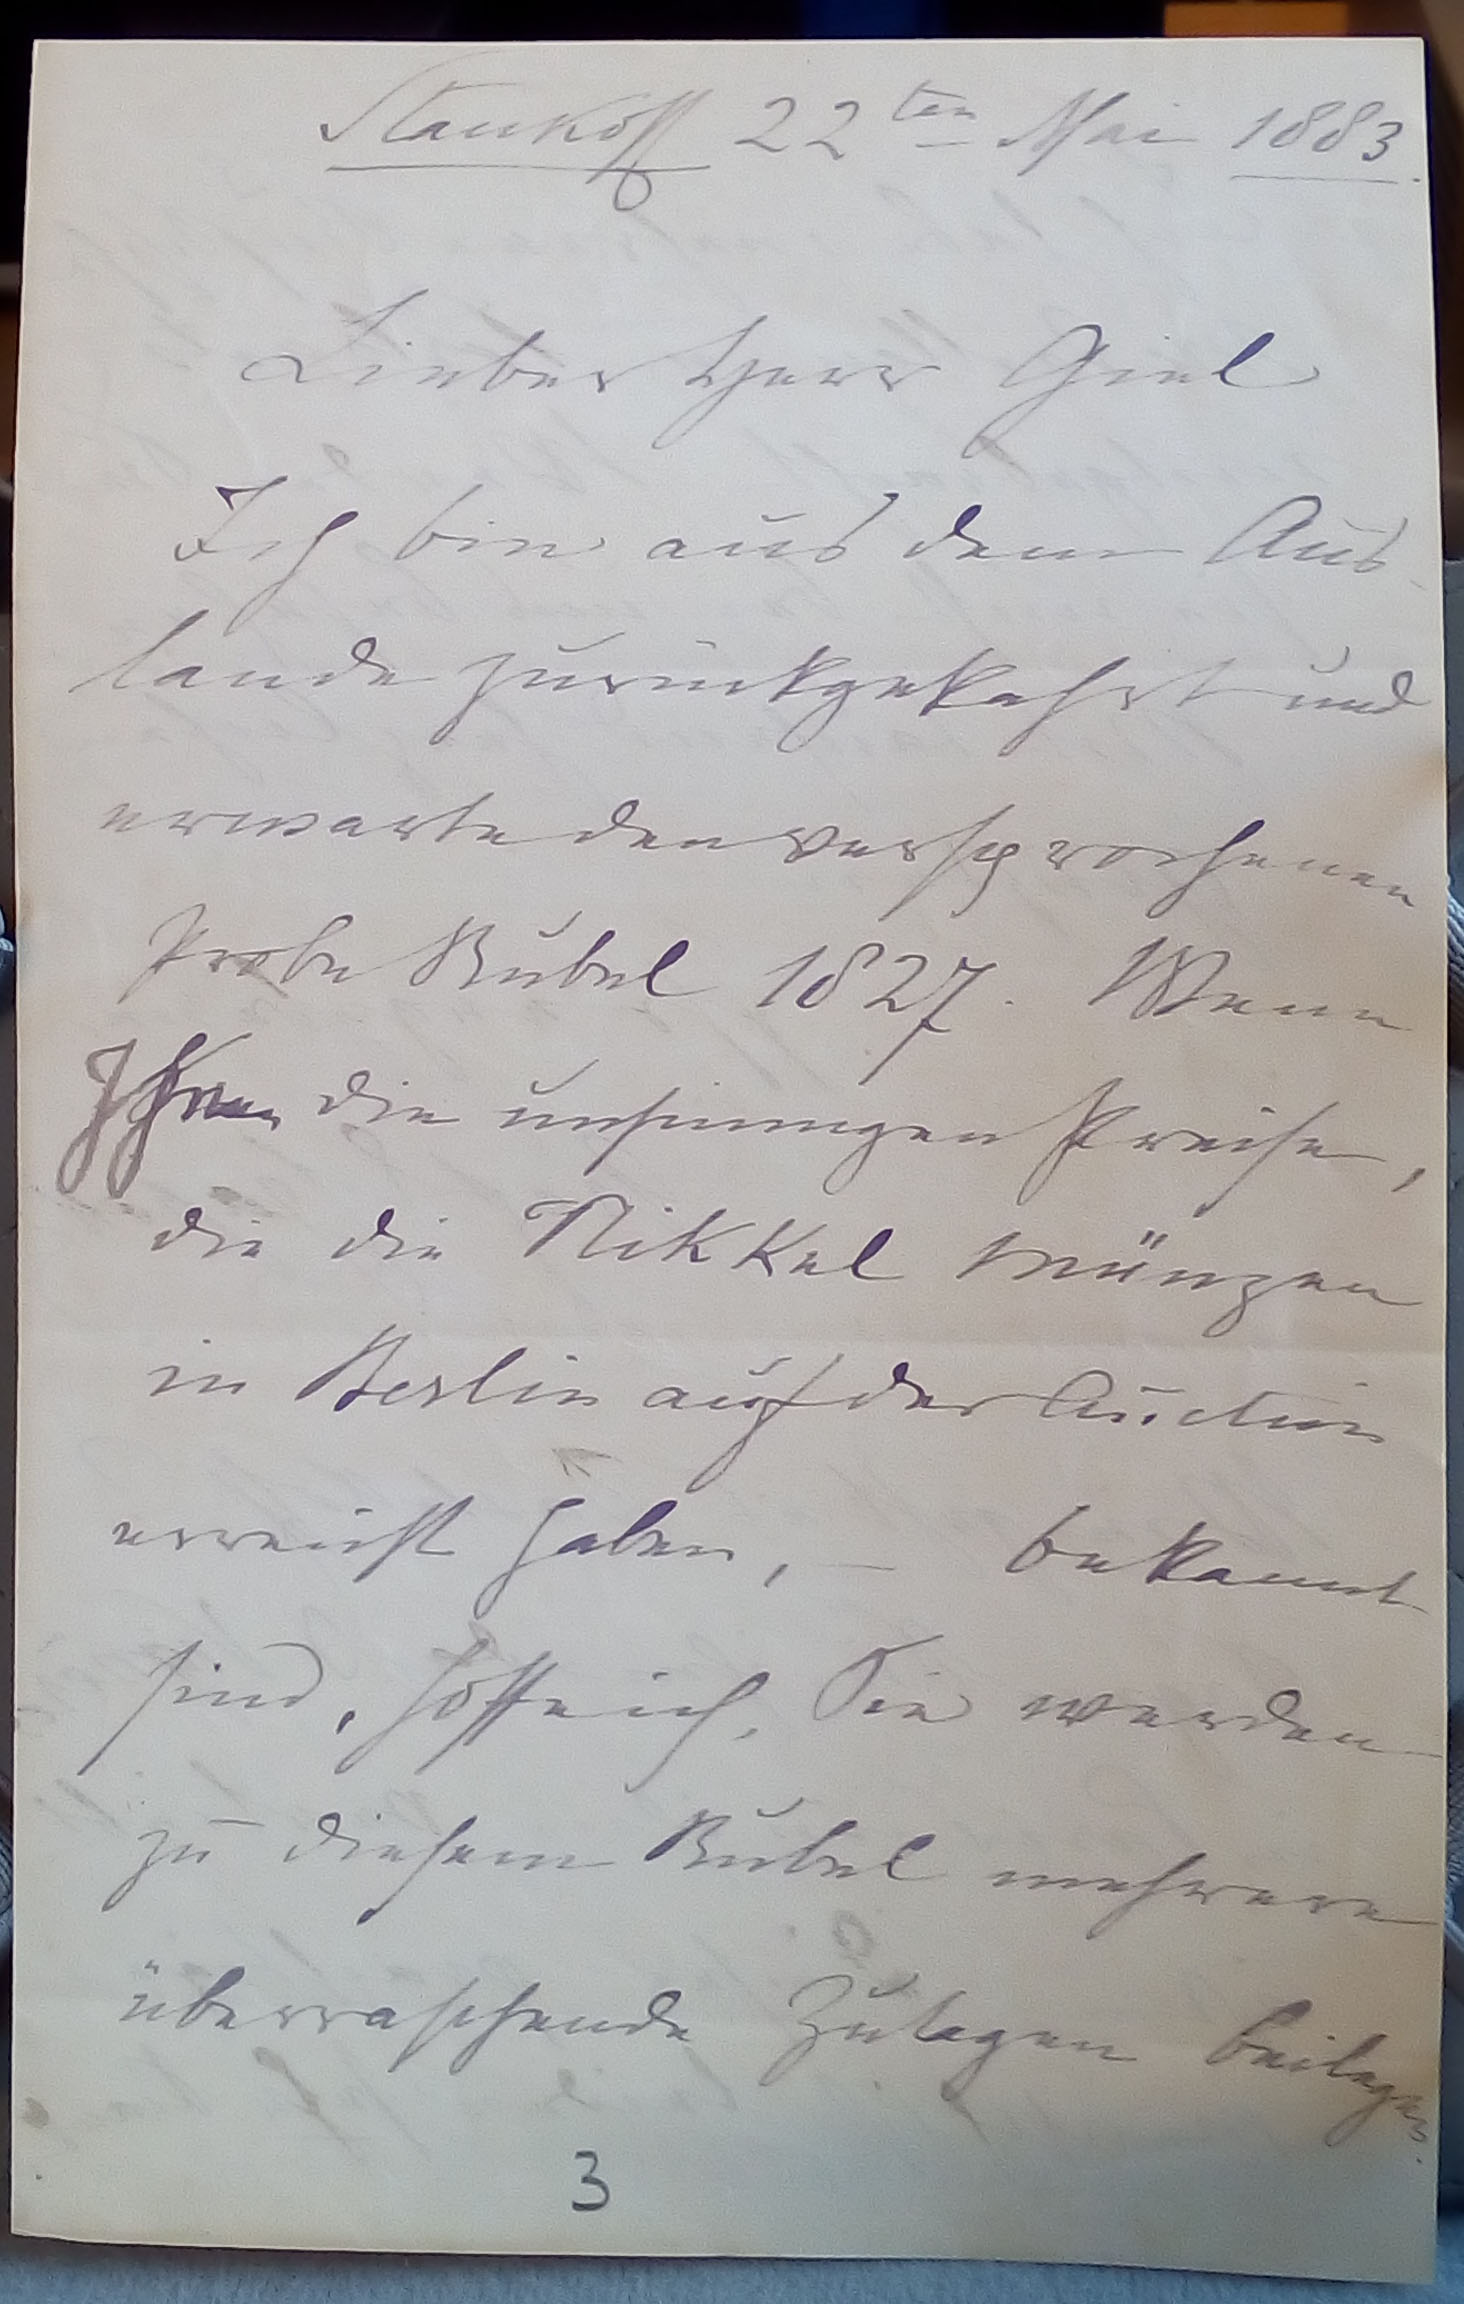 Stankoff 22ten Mai 1883.
Lieber Herr Giel
Ich bin aus dem Aus-
lande zurückgekehrt und
erwarte den versprochenen
Probe Rubel 1827. Wenn
Ihnen die unsinnigen Preise,
die die Nikkel Münzen
in Berlin auf der Auction
erreicht haben, – bekannt
sind, hoffe ich, Sie werden
zu diesem Rubel mehrere
überraschende Zulagen beilegen.
3